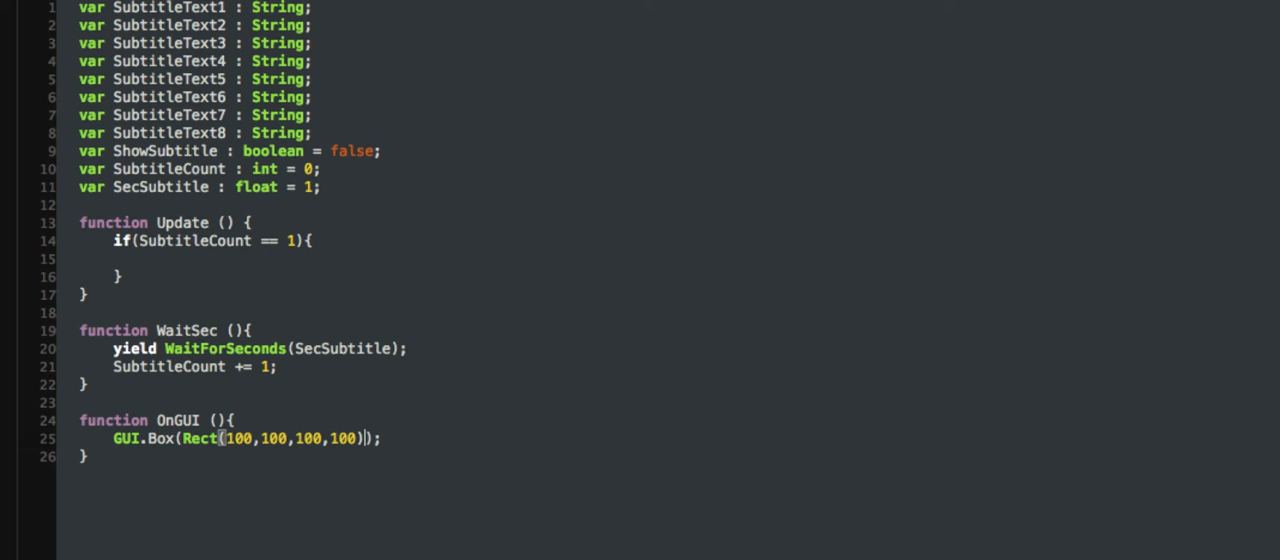 1 var SubtitleText1 : String;
2 var SubtitleText2 : String;
3 var SubtitleText3 : String;
4 var SubtitleText4 : String;
5 var SubtitleText5 : String;
6 var SubtitleText6 : String;
7 var SubtitleText7 : String;
8 var SubtitleText8 : String;
9 var ShowSubtitle : boolean = false;
10 var SubtitleCount : int = 0;
11 var SecSubtitle : float = 1;
12
13 function Update () {
14 if(SubtitleCount == 1){
15
16 }
17 }
18
19 function WaitSec (){
20 yield WaitForSeconds(SecSubtitle);
21 SubtitleCount += 1;
22 }
23
24 function OnGUI (){
25 GUI.Box(Rect(100,100,100,100));
26 }